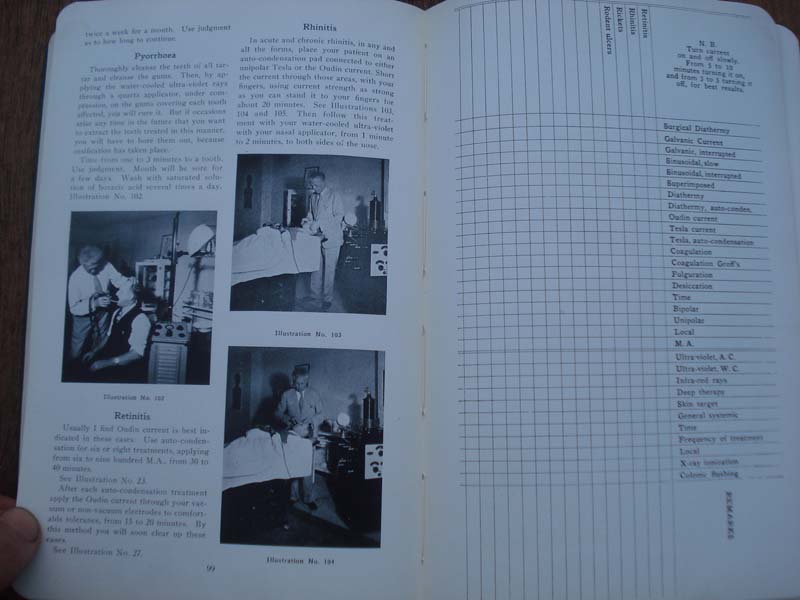 twice a week for a month. Use judgment
as to how long to continue.
Pyorrhoea
Thoroughly cleanse the teeth of all tar-
tar and cleanse the gums. Then, by ap-
plying the water-cooled ultra-violet rays
through a quartz applicator, under com-
pression, on the gums covering each tooth
affected, you will cure it. But if occasions
arise any time in the future that you want
to extract the teeth treated in this manner,
you will have to bore them out, because
ossification has taken place.
Time from one to 3 minutes to a tooth.
Use judgment. Mouth will be sore for
a few days. Wash with saturated solu-
tion of boracic acid several times a day.
Illustration No. 102.
Illustration No. 102
Retinitis
Usually I find Oudin current is best in-
dicated in these cases. Use auto-conden-
sation for six or eight treatments, applying
from six to nine hundred M.A., from 30 to
40 minutes.
See Illustration No. 23.
After each auto-condensation treatment
apply the Oudin current through your vac-
uum or non-vacuum electrodes to comfort-
able tolerance, from 15 to 20 minutes. By
this method you will soon clear up these
cases.
See Illustration No. 27.
Rhinitis
In acute and chronic rhinitis, in any and
all the forms, place your patient on an
auto-condensation pad connected to either
unipolar Tesla or the Oudin current. Short
the current through those areas, with your
fingers, using current strength as strong
as you can stand it to your fingers for
about 20 minutes. See Illustrations 103,
104 and 105. Then follow this treat-
ment with your water-cooled ultra-violet
with your nasal applicator, from 1 minute
to 2 minutes, to both sides of the nose.
Illustration No. 103
Illustration No. 104
99
Retinitis
Rhinitis
Rickets
Rodent ulcers
N. B.
Turn current
on and off slowly.
From 5 to 10
minutes turning it on,
and from 3 to 5 turning it
off, for best results.
Surgical Diathermy
Galvanic Current
Galvanic, interrupted
Sinusoidal, slow
Sinusoidal, interrupted
Superimposed
Diathermy
Diathermy, auto-conden.
Oudin current
Tesla current
Tesla, auto-condensation
Coagulation
Coagulation Groff's
Fulguration
Desiccation
Time
Bipolar
Unipolar
Local
M. A.
Ultra-violet, A. C.
Ultra-violet, W. C.
Infra-red rays
Deep therapy
Skin target
General systemic
Time
Frequency of treatment
Local
X-ray ionization
Colonic flushing
REMARKS